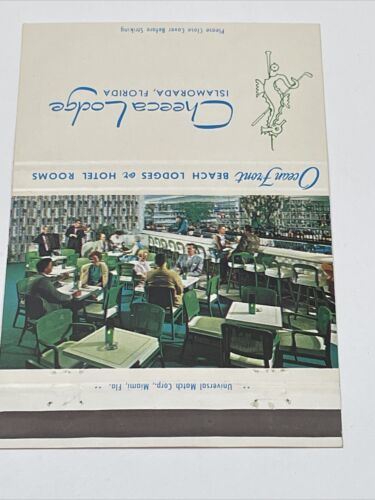 Please Close Cover Before Striking
Cheeca Lodge
ISLAMORADA, FLORIDA
Ocean Front BEACH LODGES or HOTEL ROOMS
Universal Match Corp., Miami, Fla.